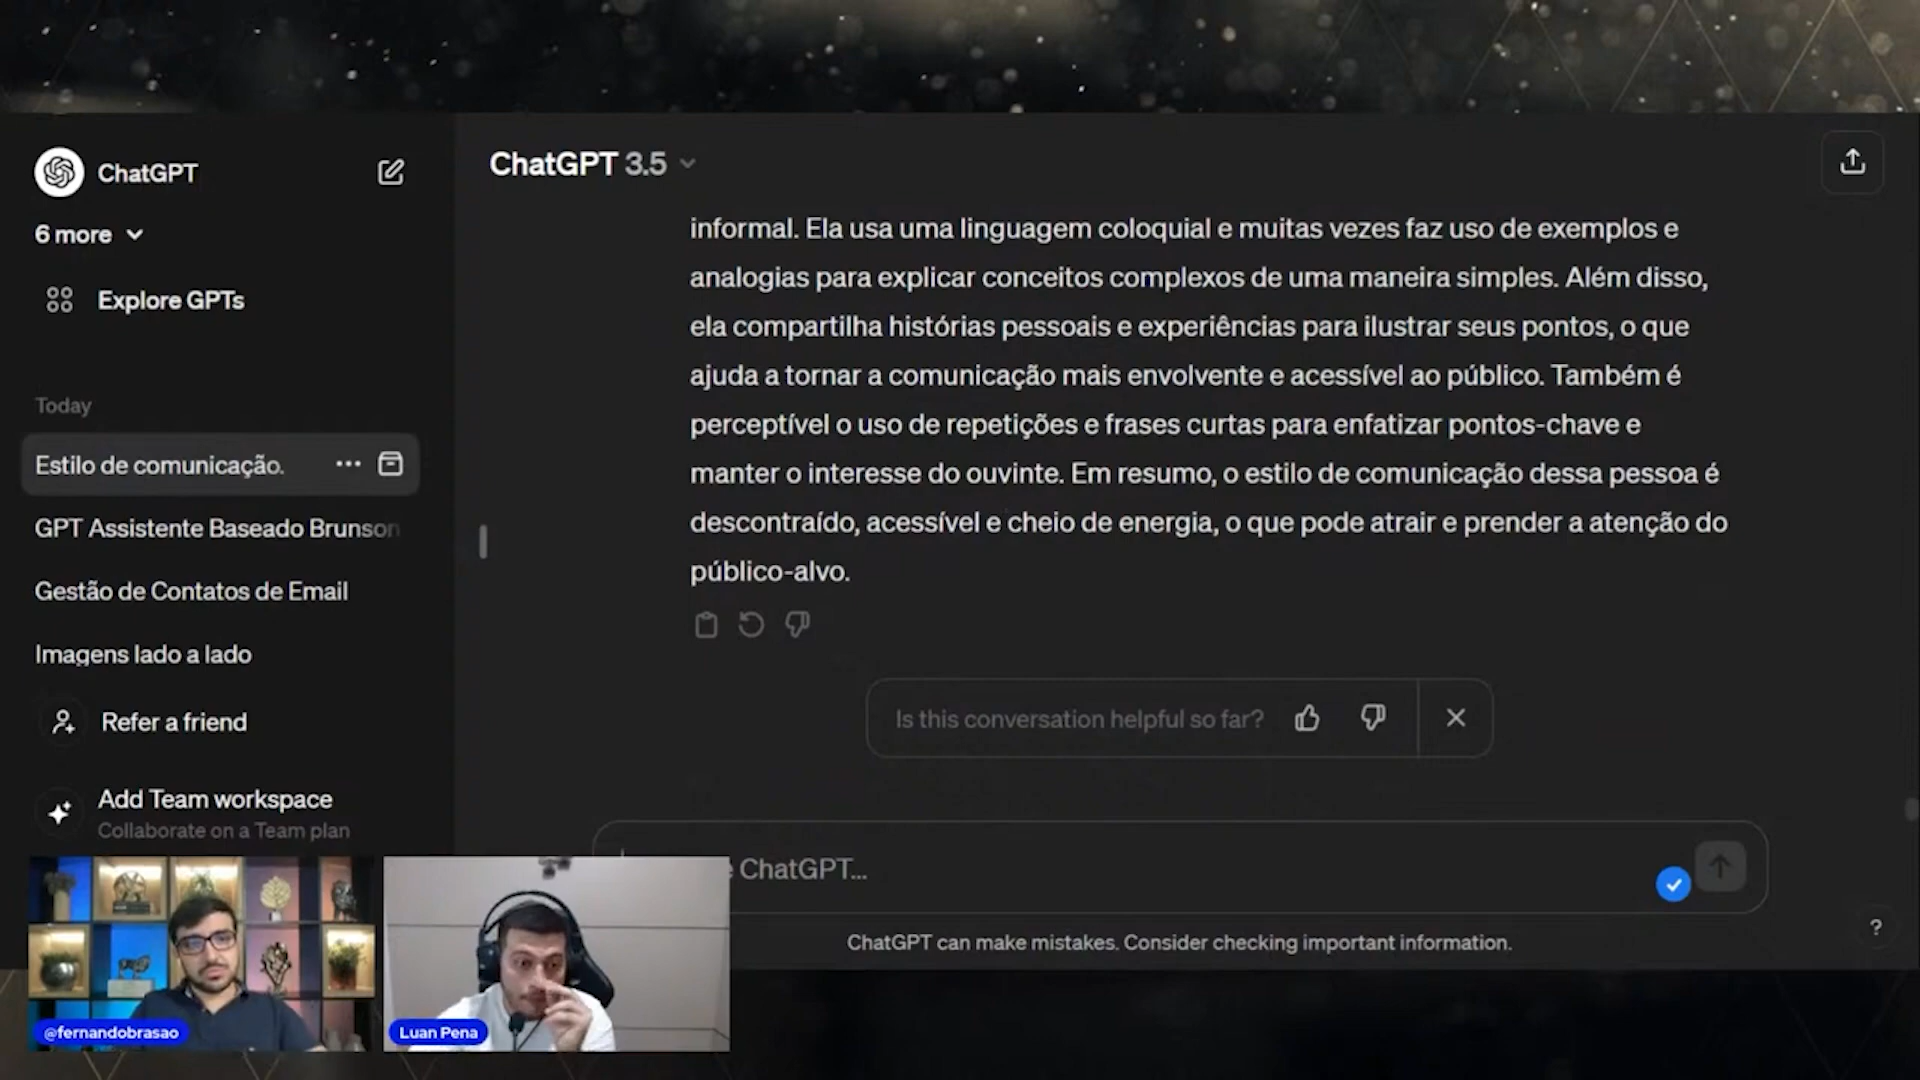 ChatGPT
6 more
Explore GPTs
Today
Estilo de comunicação.
GPT Assistente Baseado Brunson
Gestão de Contatos de Email
Imagens lado a lado
Refer a friend
Add Team workspace
Collaborate on a Team plan
@fernandobrasao
Luan Pena
ChatGPT 3.5
informal. Ela usa uma linguagem coloquial e muitas vezes faz uso de exemplos e
analogias para explicar conceitos complexos de uma maneira simples. Além disso,
ela compartilha histórias pessoais e experiências para ilustrar seus pontos, o que
ajuda a tornar a comunicação mais envolvente e acessível ao público. Também é
perceptível o uso de repetições e frases curtas para enfatizar pontos-chave e
manter o interesse do ouvinte. Em resumo, o estilo de comunicação dessa pessoa é
descontraído, acessível e cheio de energia, o que pode atrair e prender a atenção do
público-alvo.
Is this conversation helpful so far?
ChatGPT...
ChatGPT can make mistakes. Consider checking important information.
?